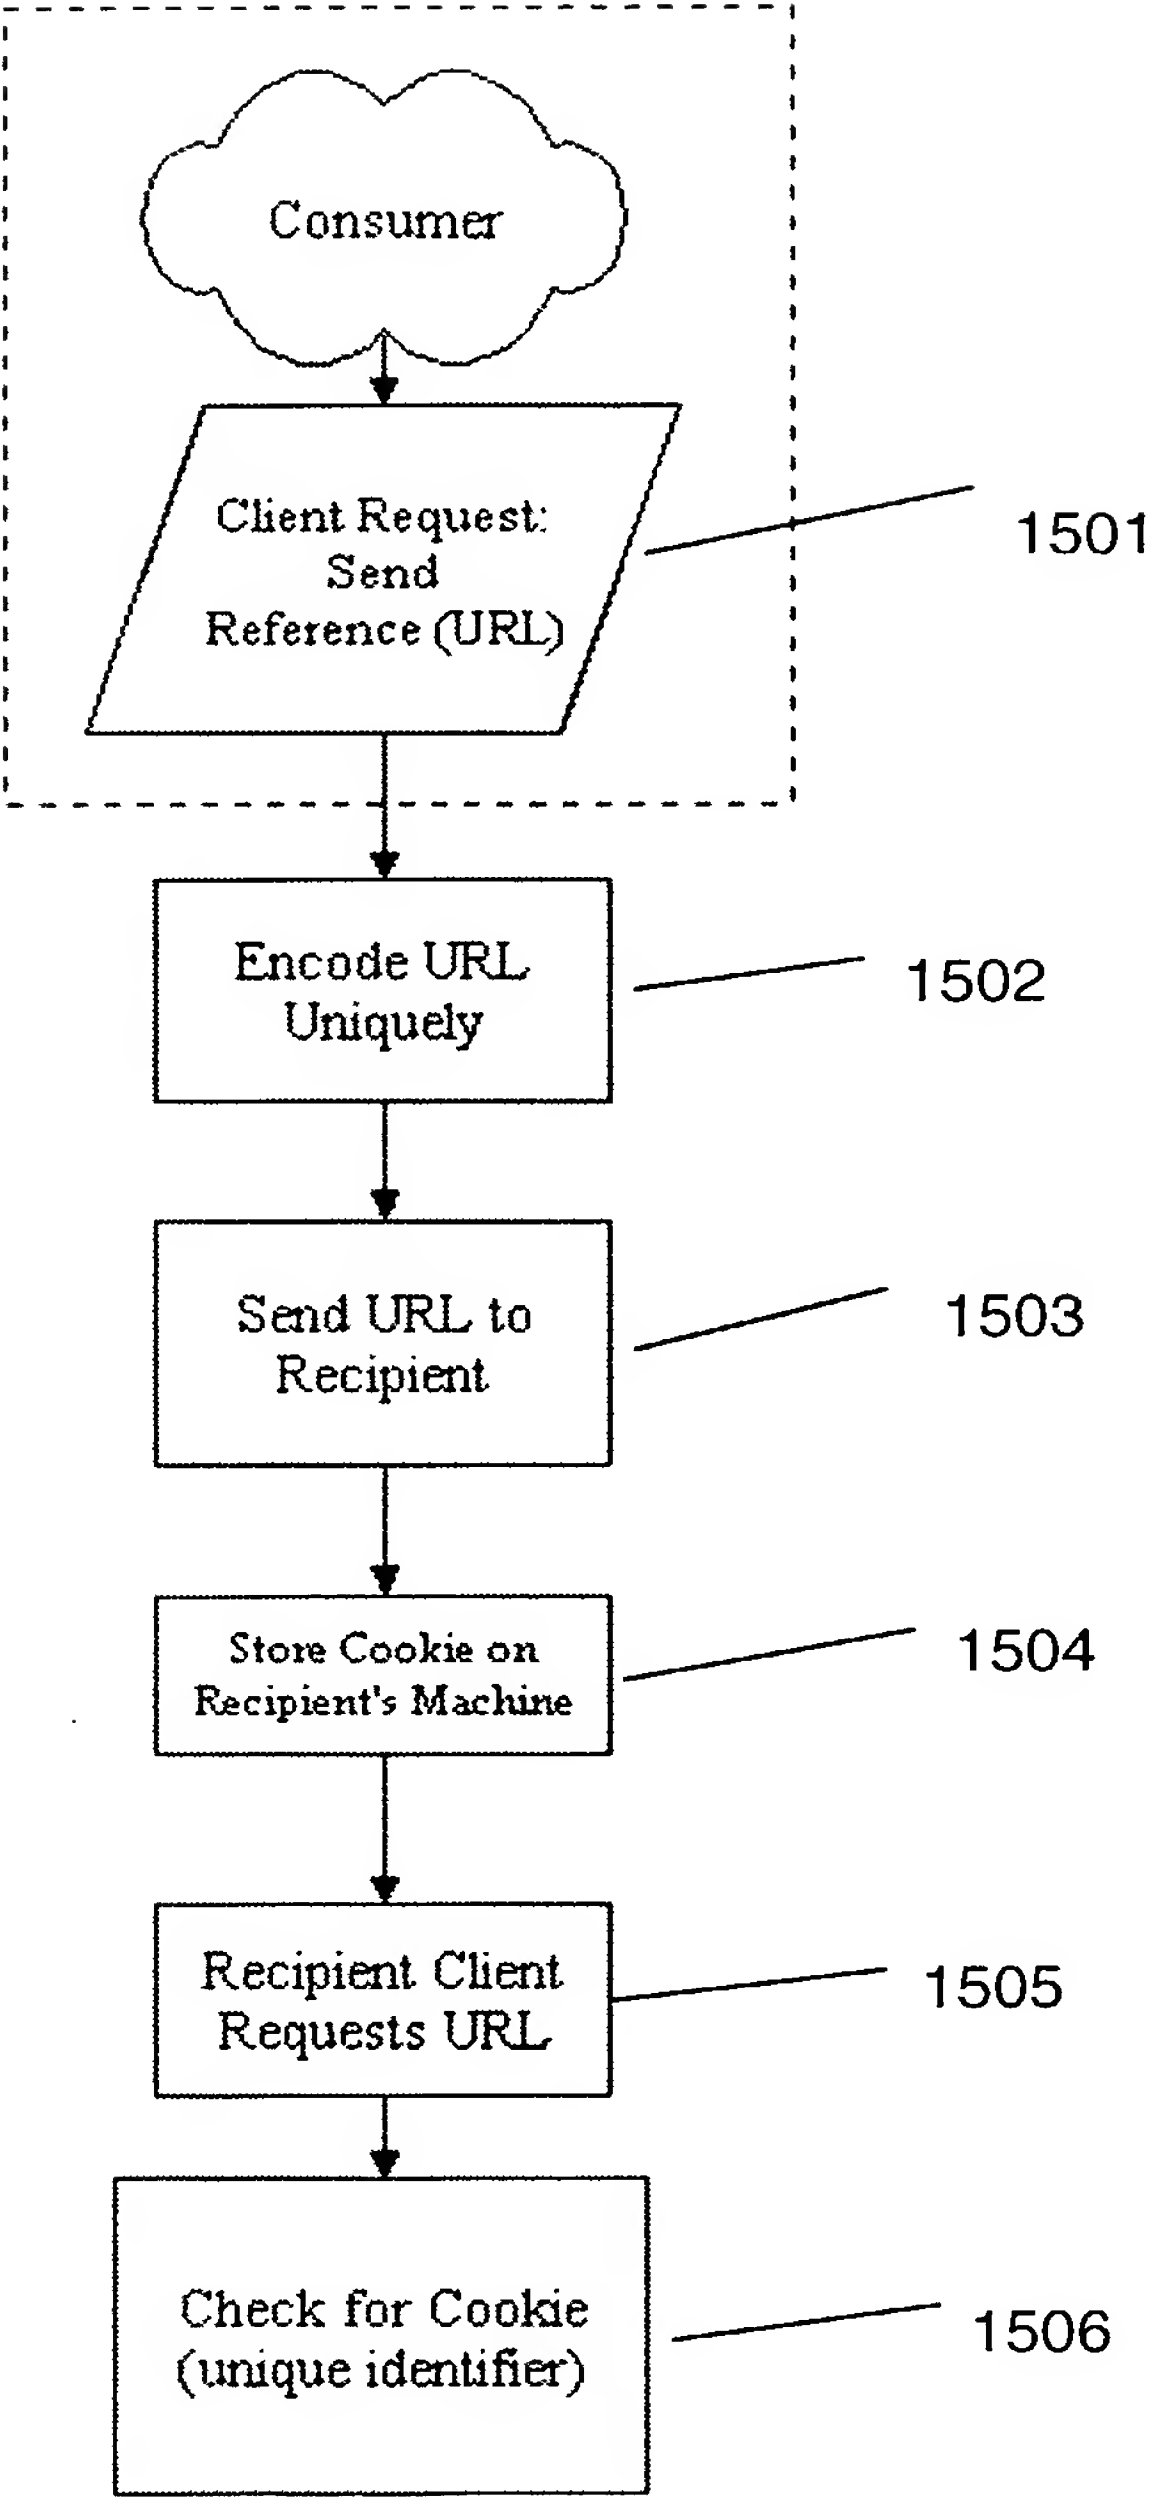 Consumer
Client Request:
Send
Reference (URL)
1501
Encode URL
Uniquely
1502
Send URL to
Recipient
1503
Store Cookie on
Recipient's Machine
1504
Recipient Client
Requests URL
1505
Check for Cookie
(unique identifier)
1506